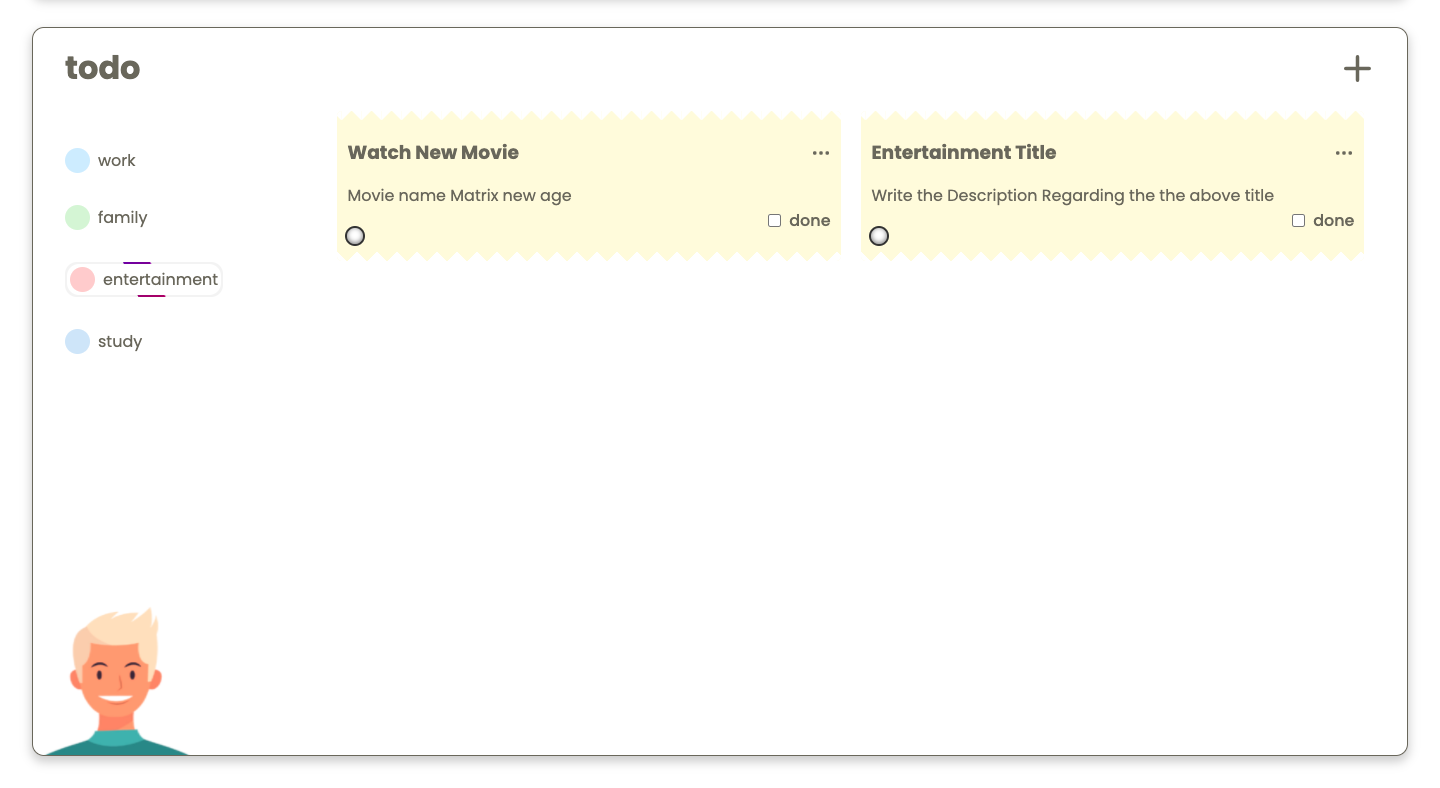 todo
work
family
entertainment
study
Watch New Movie
Movie name Matrix new age
done
Entertainment Title
Write the Description Regarding the the above title
done